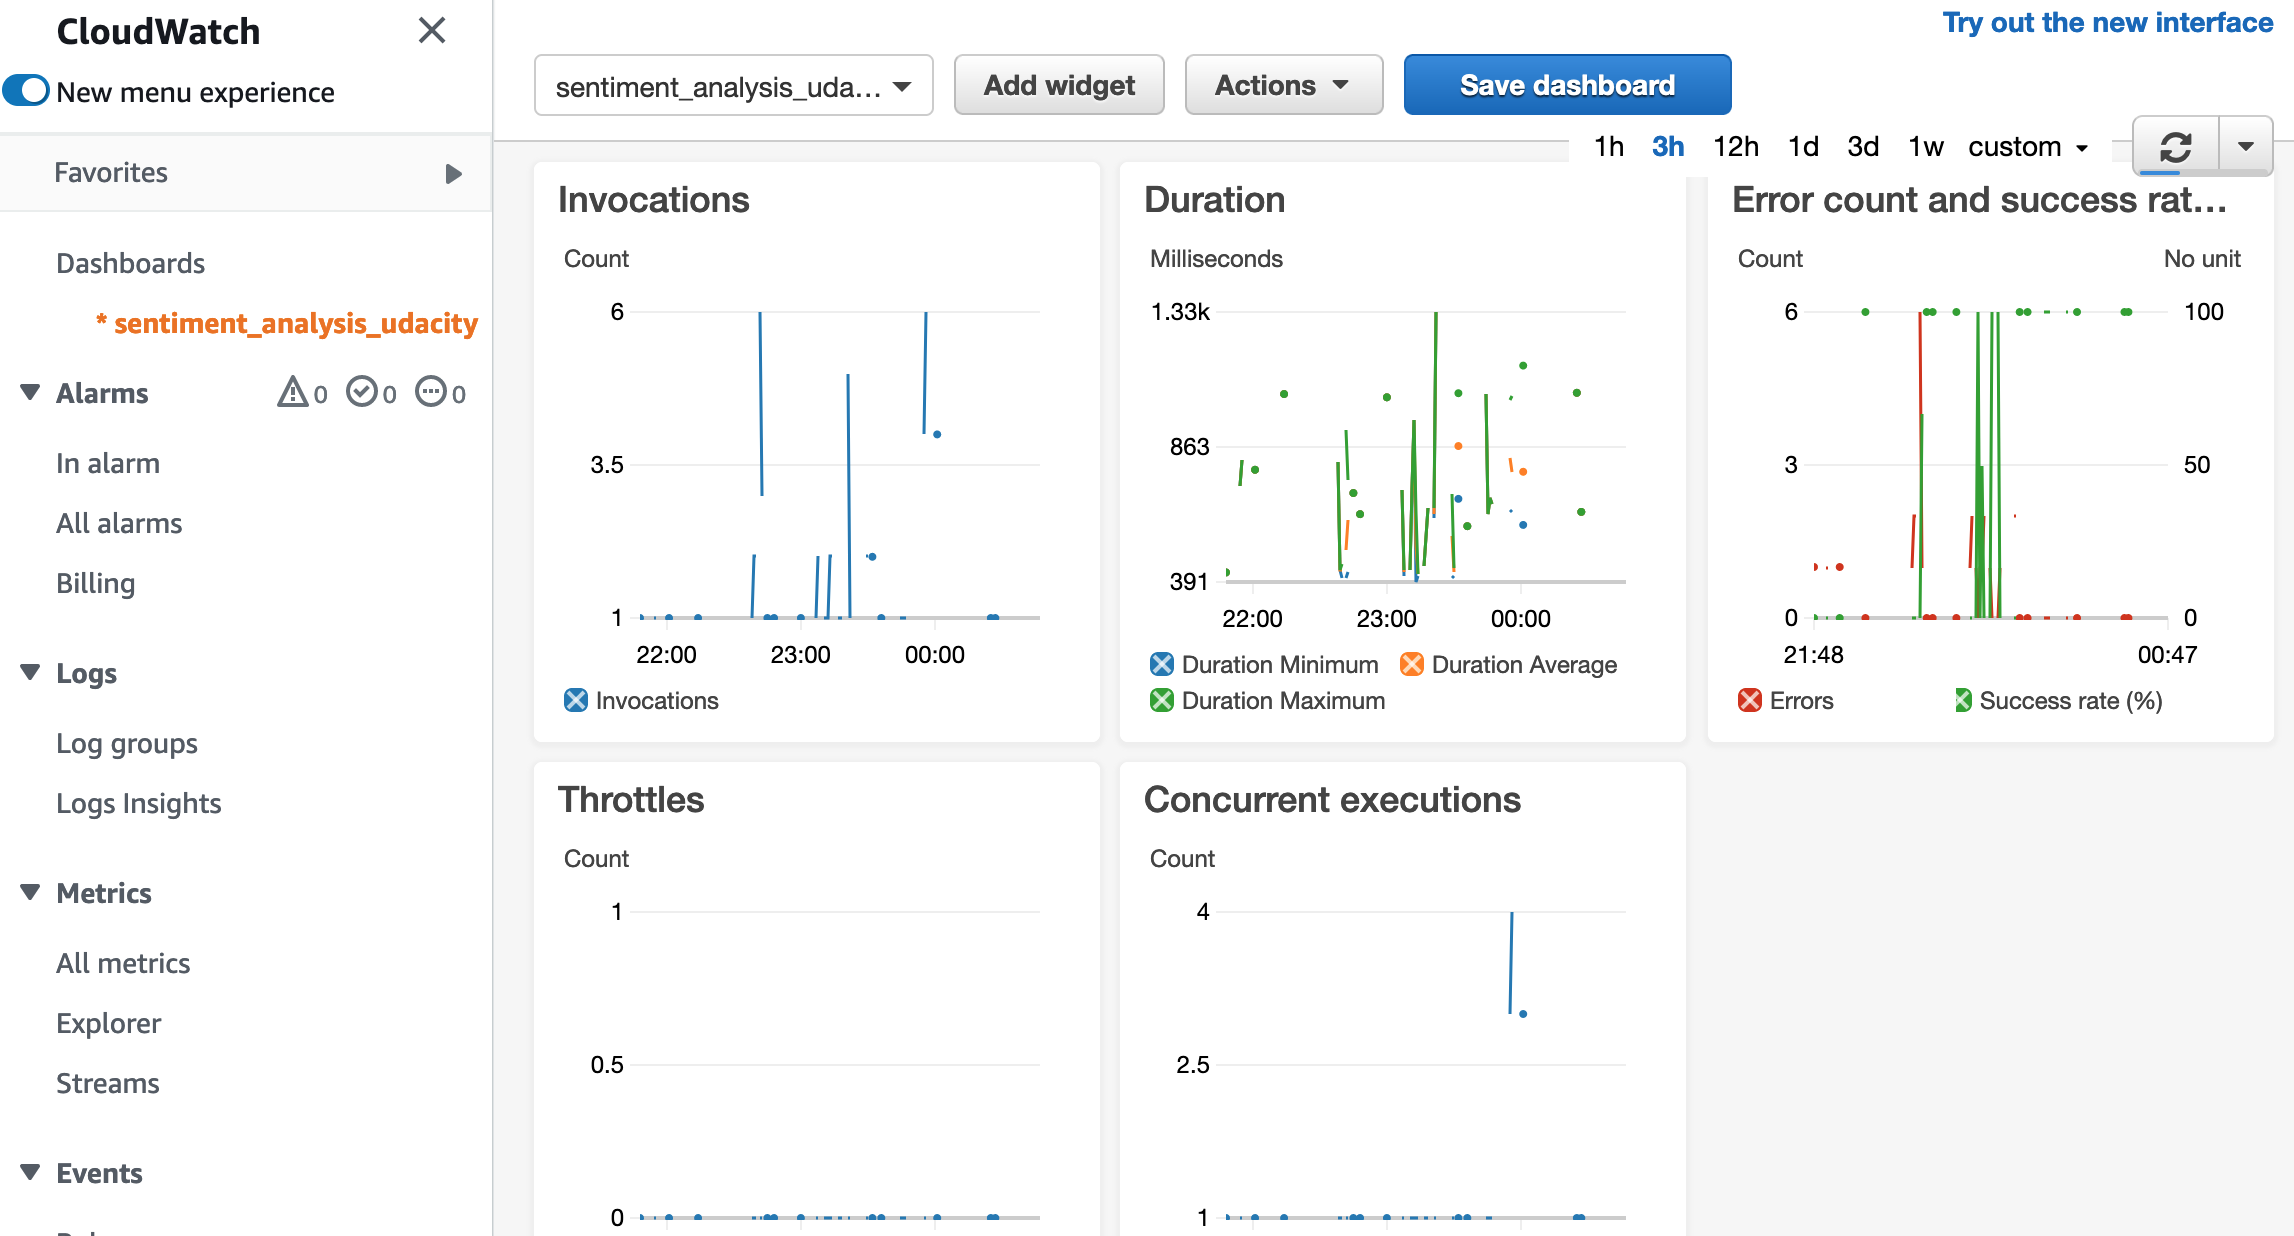 CloudWatch
New menu experience
Favorites
Dashboards
* sentiment_analysis_udacity
Alarms 0 0 0
In alarm
All alarms
Billing
Logs
Log groups
Logs Insights
Metrics
All metrics
Explorer
Streams
Events
Try out the new interface
sentiment_analysis_uda...
Add widget
Actions
Save dashboard
1h 3h 12h 1d 3d 1w custom
Invocations
Count
6
3.5
1
22:00 23:00 00:00
Invocations
Duration
Milliseconds
1.33k
863
391
22:00 23:00 00:00
Duration Minimum Duration Average
Duration Maximum
Error count and success rat...
Count No unit
6 100
3 50
0 0
21:48 00:47
Errors Success rate (%)
Throttles
Count
1
0.5
0
Concurrent executions
Count
4
2.5
1